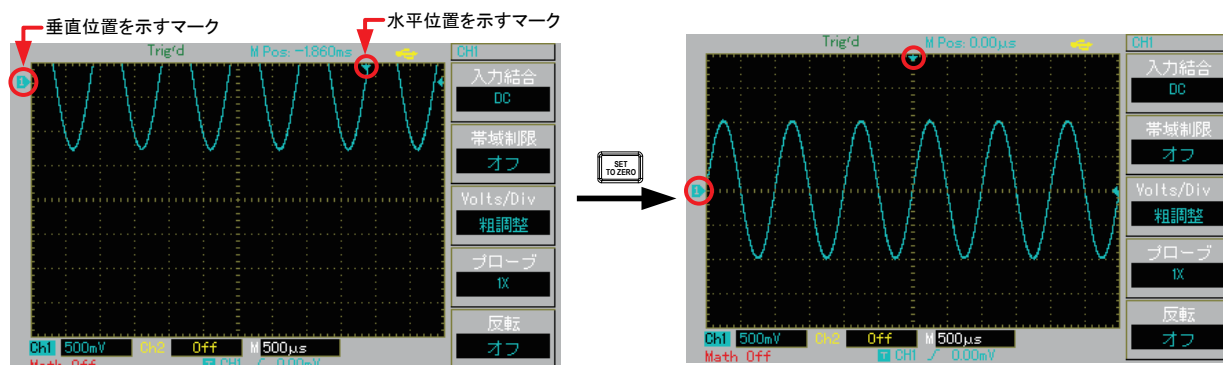 垂直位置を示すマーク
水平位置を示すマーク
Trig'd M Pos: -1.860ms CH1
入力結合
DC
帯域制限
オフ
Volts/Div
粗調整
プローブ
1X
反転
オフ
1
Ch1 500mV Ch2 Off M 500µs
Math Off T CH1 0.00mV
SET
TO ZERO
Trig'd M Pos: 0.00µs CH1
入力結合
DC
帯域制限
オフ
Volts/Div
粗調整
プローブ
1X
反転
オフ
1
Ch1 500mV Ch2 Off M 500µs
Math Off T CH1 0.00mV